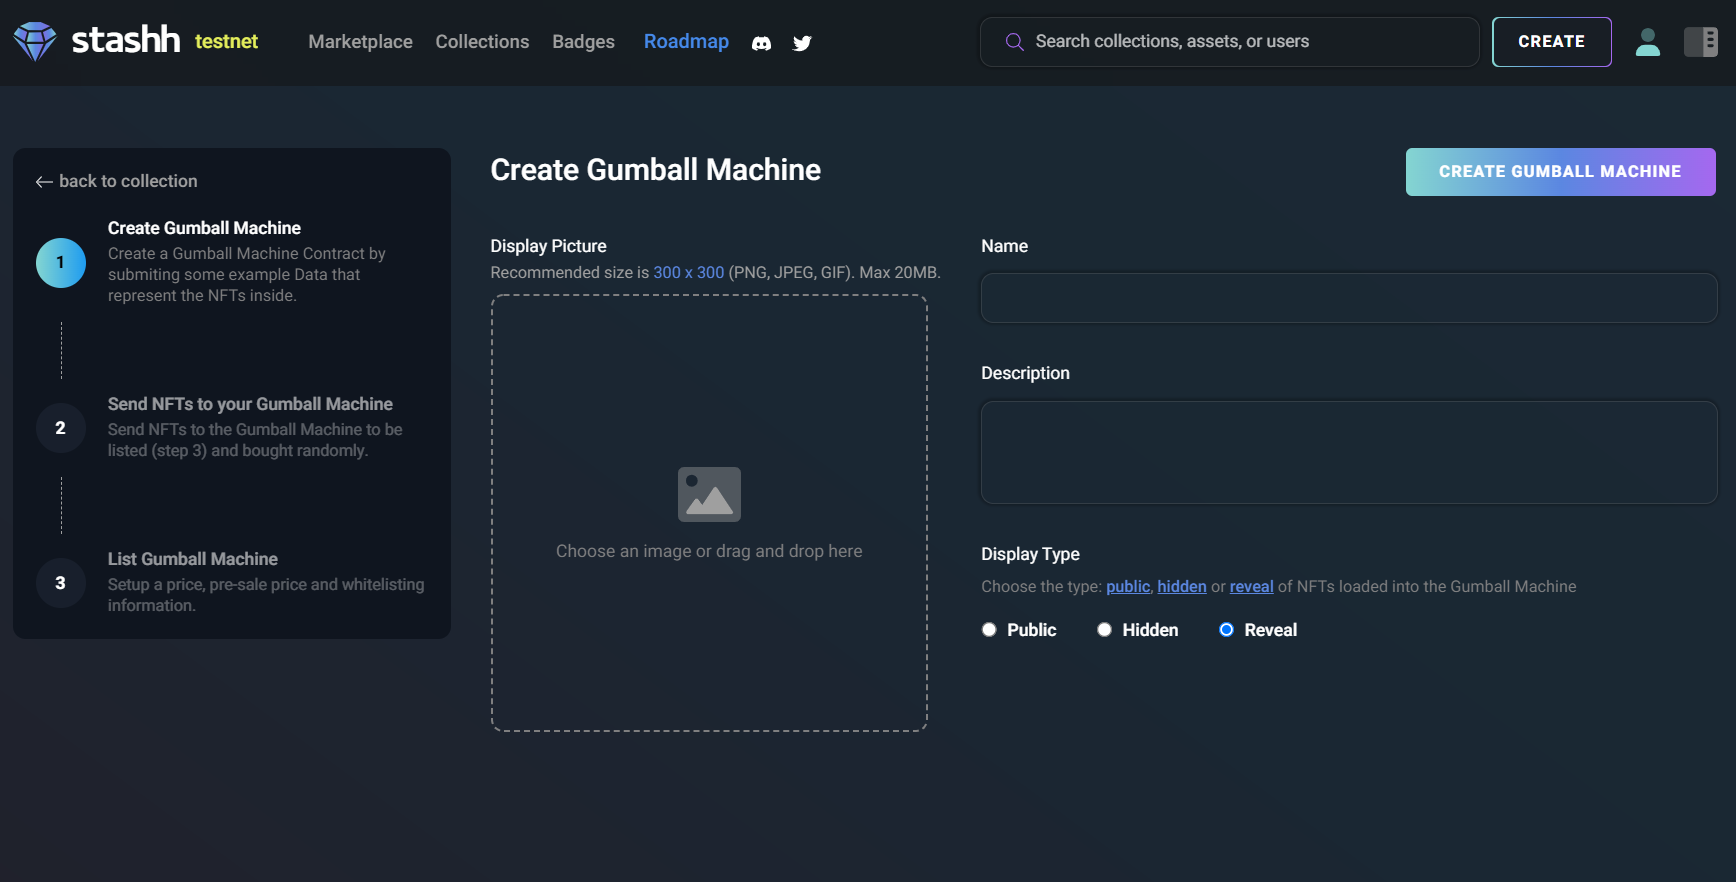 stashh testnet Marketplace Collections Badges Roadmap Search collections, assets, or users CREATE
back to collection
1
Create Gumball Machine
Create a Gumball Machine Contract by
submiting some example Data that
represent the NFTs inside.
2
Send NFTs to your Gumball Machine
Send NFTs to the Gumball Machine to be
listed (step 3) and bought randomly.
3
List Gumball Machine
Setup a price, pre-sale price and whitelisting
information.
Create Gumball Machine
CREATE GUMBALL MACHINE
Display Picture
Recommended size is 300 x 300 (PNG, JPEG, GIF). Max 20MB.
Choose an image or drag and drop here
Name
Description
Display Type
Choose the type: public, hidden or reveal of NFTs loaded into the Gumball Machine
Public Hidden Reveal